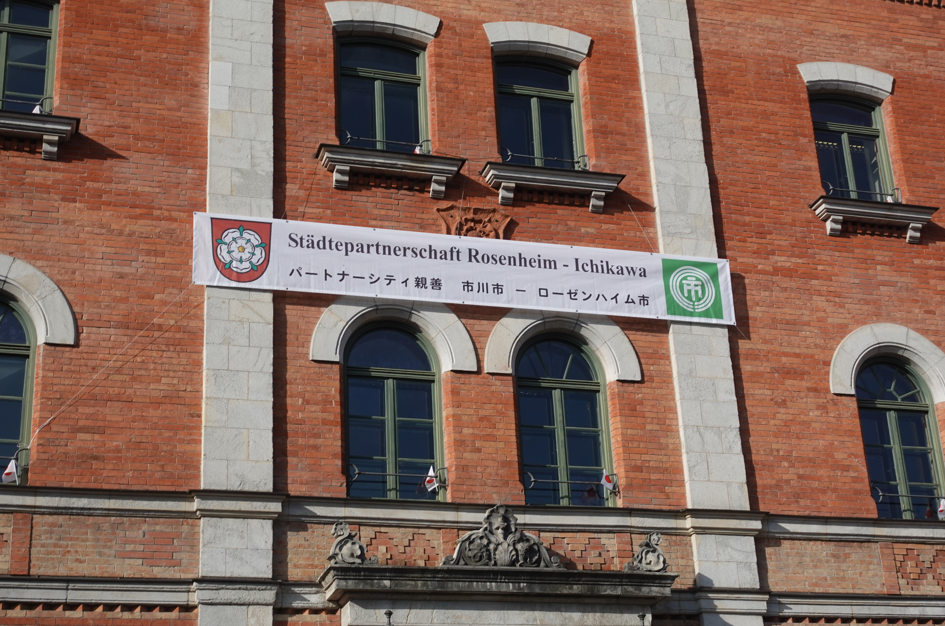 Städtepartnerschaft Rosenheim - Ichikawa
パートナーシティ親善　市川市　ー　ローゼンハイム市